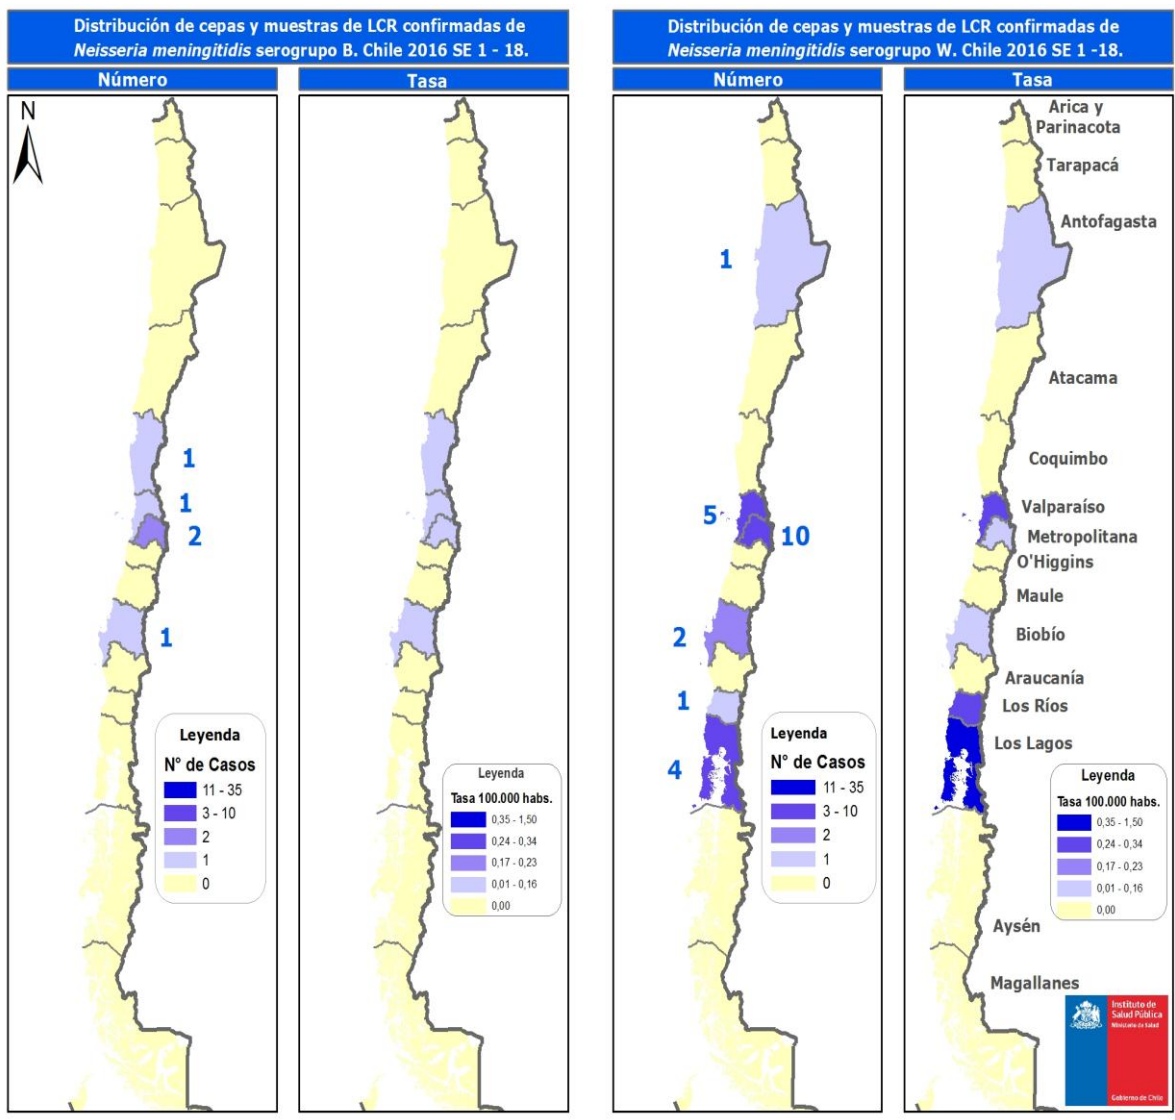 Distribución de cepas y muestras de LCR confirmadas de
Neisseria meningitidis serogrupo B. Chile 2016 SE 1 - 18.
Número
Tasa
N
1
1
2
1
Leyenda
N° de Casos
11 - 35
3 - 10
2
1
0
Leyenda
Tasa 100.000 habs.
0,35 - 1,50
0,24 - 0,34
0,17 - 0,23
0,01 - 0,16
0,00
Distribución de cepas y muestras de LCR confirmadas de
Neisseria meningitidis serogrupo W. Chile 2016 SE 1 -18.
Número
Tasa
1
5
10
2
1
4
Leyenda
N° de Casos
11 - 35
3 - 10
2
1
0
Arica y
Parinacota
Tarapacá
Antofagasta
Atacama
Coquimbo
Valparaíso
Metropolitana
O'Higgins
Maule
Biobío
Araucanía
Los Ríos
Los Lagos
Leyenda
Tasa 100.000 habs.
0,35 - 1,50
0,24 - 0,34
0,17 - 0,23
0,01 - 0,16
0,00
Aysén
Magallanes
Instituto de
Salud Pública
Ministerio de Salud
Gobierno de Chile